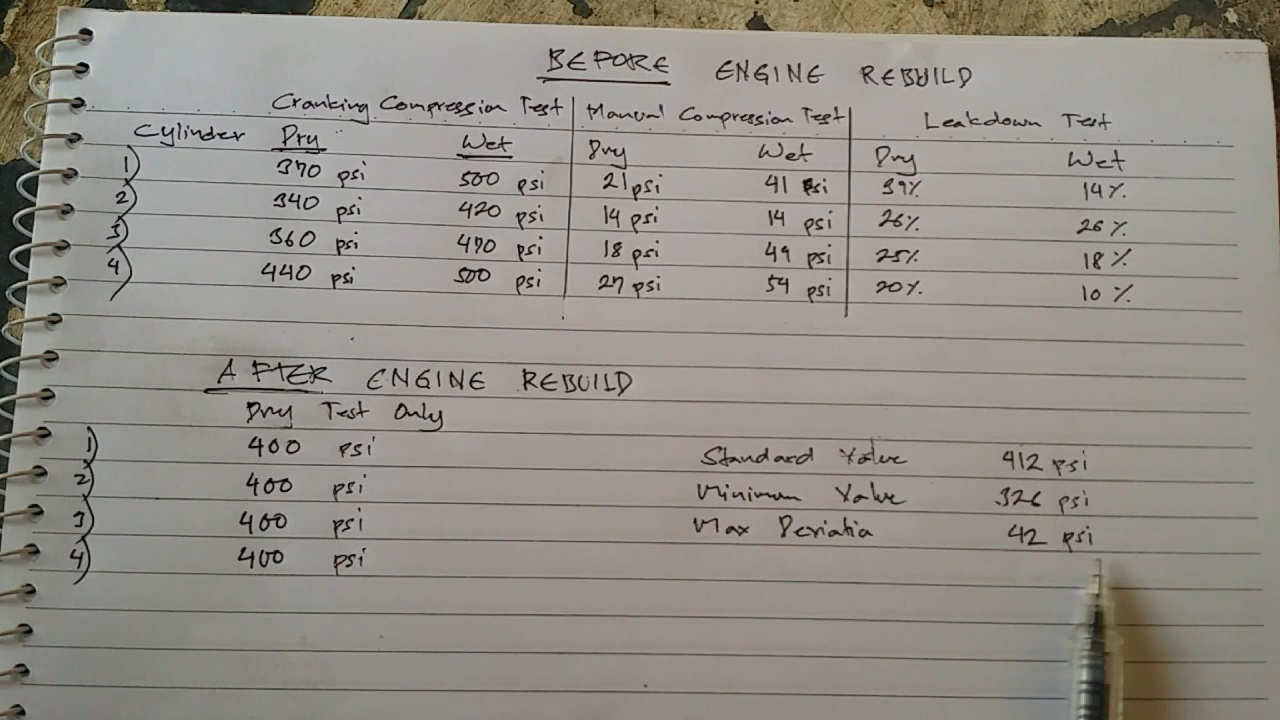 BEFORE ENGINE REBUILD
Cranking Compression Test Manual Compression Test Leakdown Test
Cylinder Dry Wet Dry Wet Dry Wet
1) 370 psi 500 psi 21 psi 41 psi 39% 14%
2) 340 psi 420 psi 14 psi 14 psi 26% 26%
3) 360 psi 470 psi 18 psi 49 psi 25% 18%
4) 440 psi 500 psi 27 psi 54 psi 20% 10%
AFTER ENGINE REBUILD
Dry Test Only
1) 400 psi Standard Value 412 psi
2) 400 psi Minimum Value 326 psi
3) 400 psi Max Deviatia 42 psi
4) 400 psi